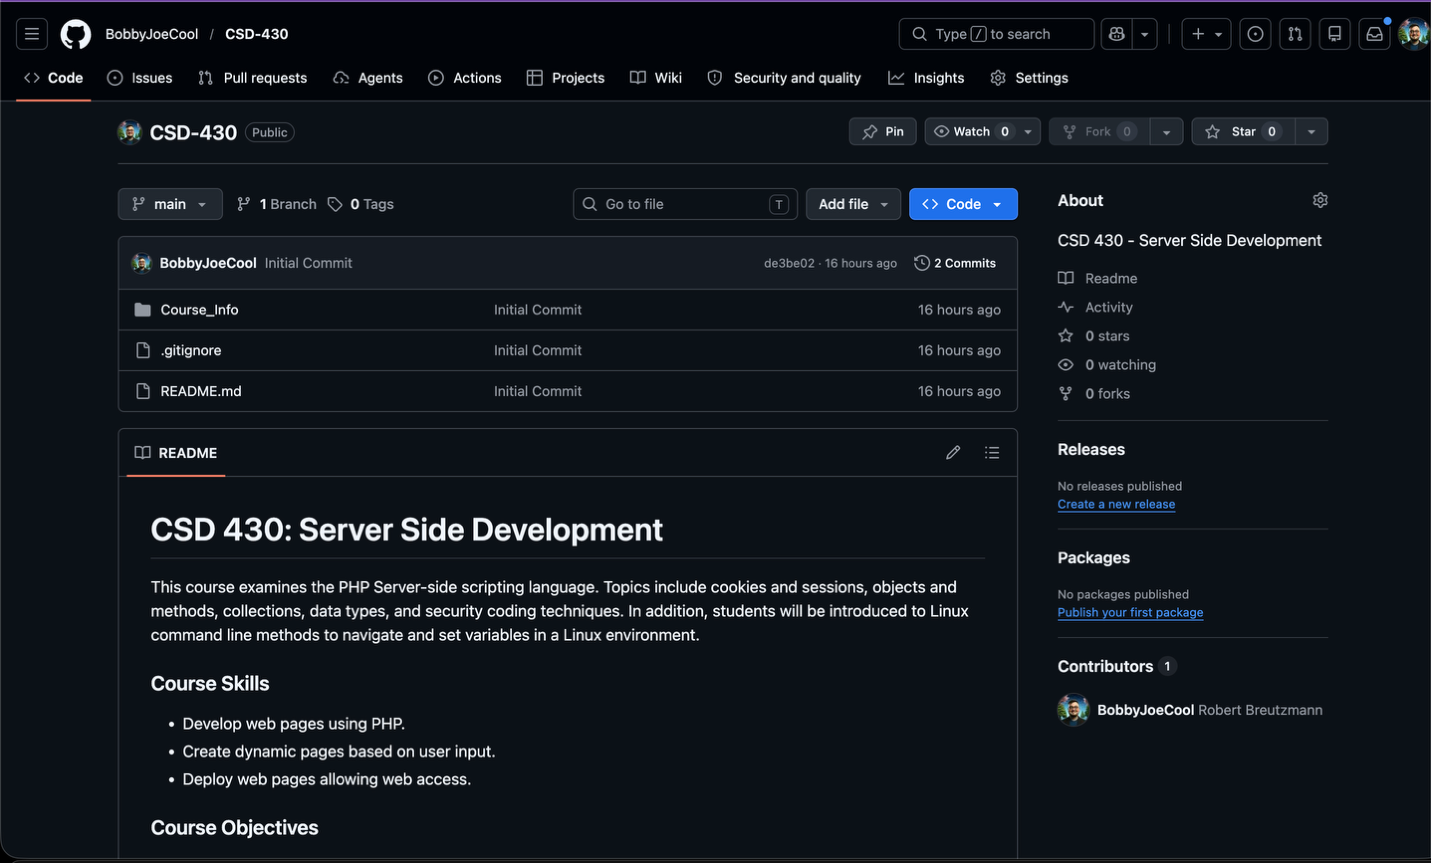 BobbyJoeCool / CSD-430
Type / to search
Code Issues Pull requests Agents Actions Projects Wiki Security and quality Insights Settings
CSD-430 Public
Pin Watch 0 Fork 0 Star 0
main 1 Branch 0 Tags
Go to file T Add file Code
BobbyJoeCool Initial Commit de3be02 · 16 hours ago 2 Commits
Course_Info Initial Commit 16 hours ago
.gitignore Initial Commit 16 hours ago
README.md Initial Commit 16 hours ago
README
CSD 430: Server Side Development
This course examines the PHP Server-side scripting language. Topics include cookies and sessions, objects and
methods, collections, data types, and security coding techniques. In addition, students will be introduced to Linux
command line methods to navigate and set variables in a Linux environment.
Course Skills
• Develop web pages using PHP.
• Create dynamic pages based on user input.
• Deploy web pages allowing web access.
Course Objectives
About
CSD 430 - Server Side Development
Readme
Activity
0 stars
0 watching
0 forks
Releases
No releases published
Create a new release
Packages
No packages published
Publish your first package
Contributors 1
BobbyJoeCool Robert Breutzmann